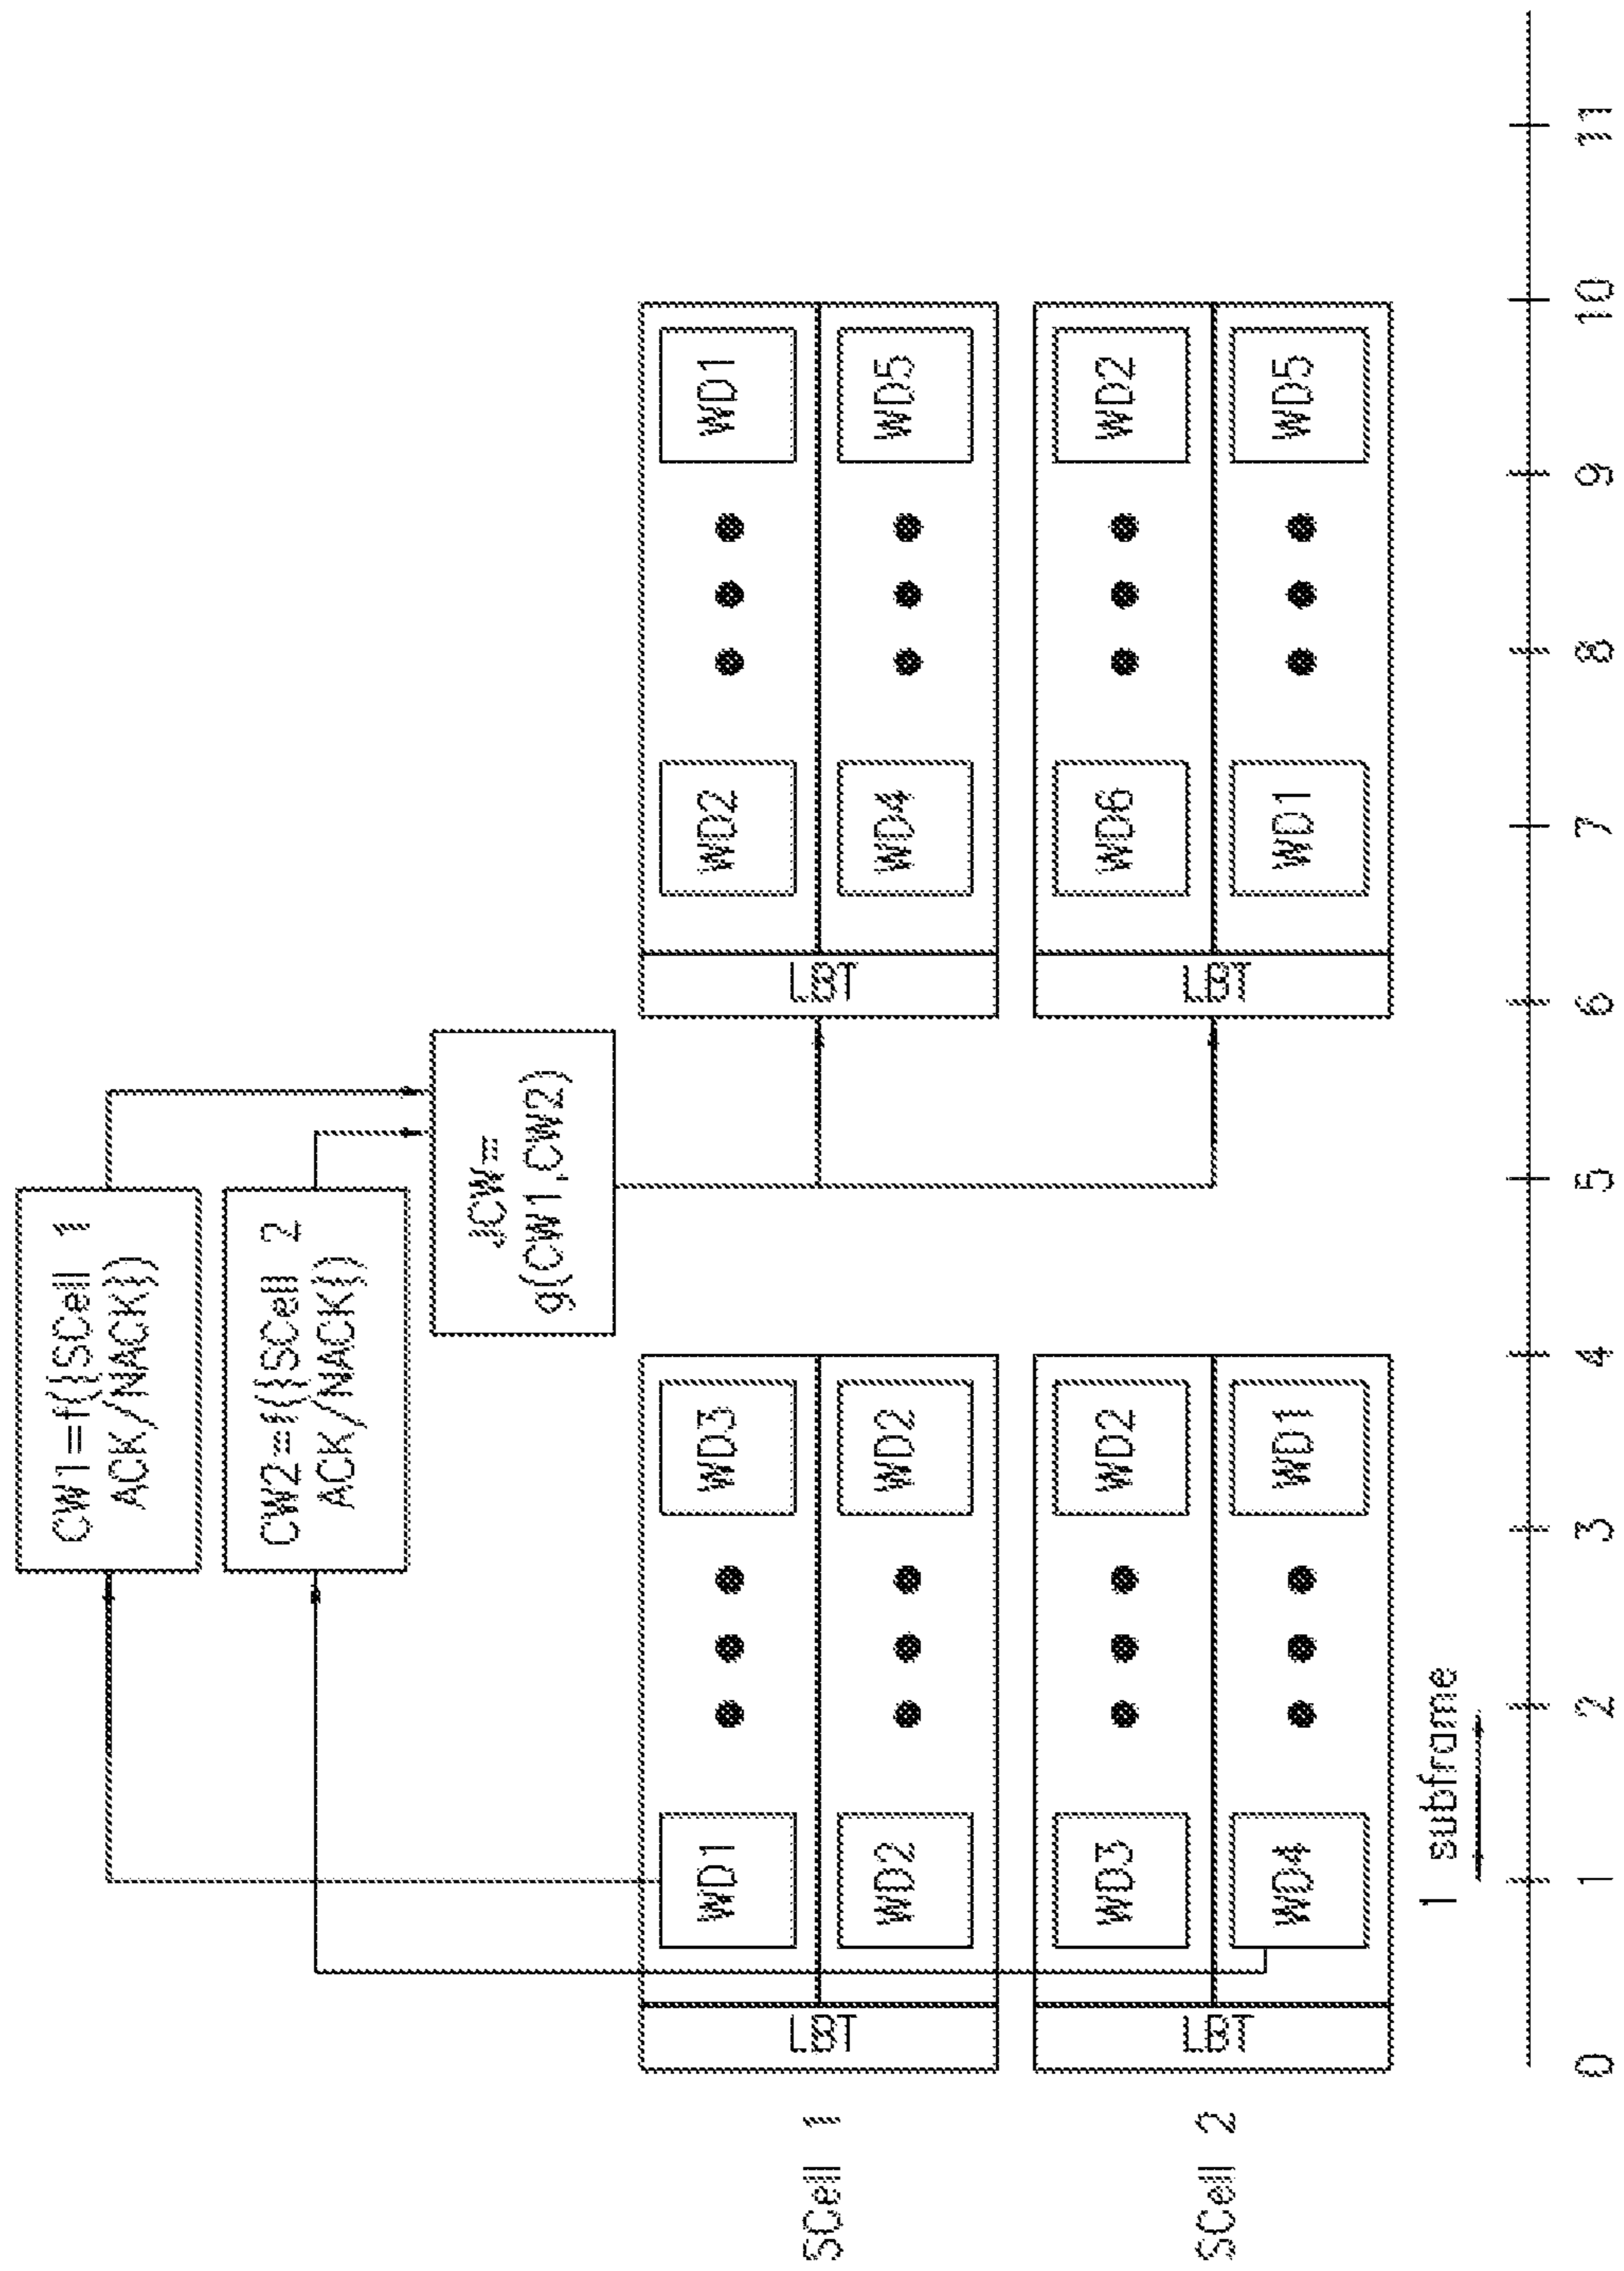 CW1=f({SCell 1
ACK/NACK})
CW2=f({SCell 2
ACK/NACK})
JCW=
g(CW1,CW2)
SCell 1
LBT
WD1
WD3
WD2
WD2
LBT
WD2
WD1
WD4
WD5
SCell 2
LBT
WD3
WD2
WD4
WD1
LBT
WD6
WD2
WD1
WD5
1 subframe
0 1 2 3 4 5 6 7 8 9 10 11